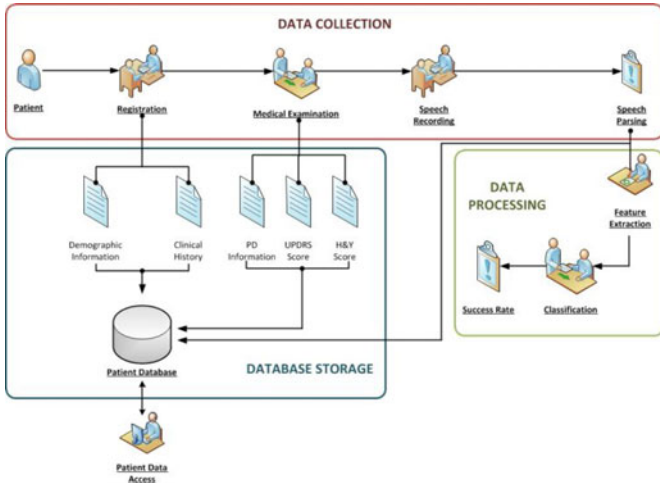 DATA COLLECTION
Patient
Registration
Medical Examination
Speech
Recording
Speech
Parsing
DATA
PROCESSING
Feature
Extraction
Demographic
Information
Clinical
History
PD
Information
UPDRS
Score
H&Y
Score
Success Rate
Classification
Patient Database
DATABASE STORAGE
Patient Data
Access